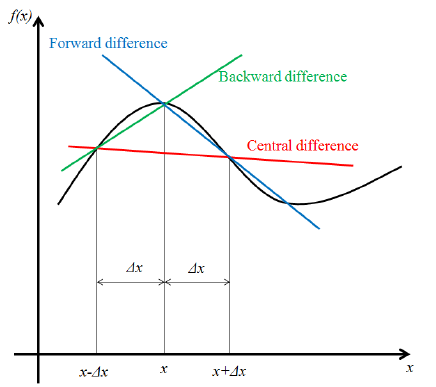 f(x)
Forward difference
Backward difference
Central difference
Δx Δx
x-Δx x x+Δx x